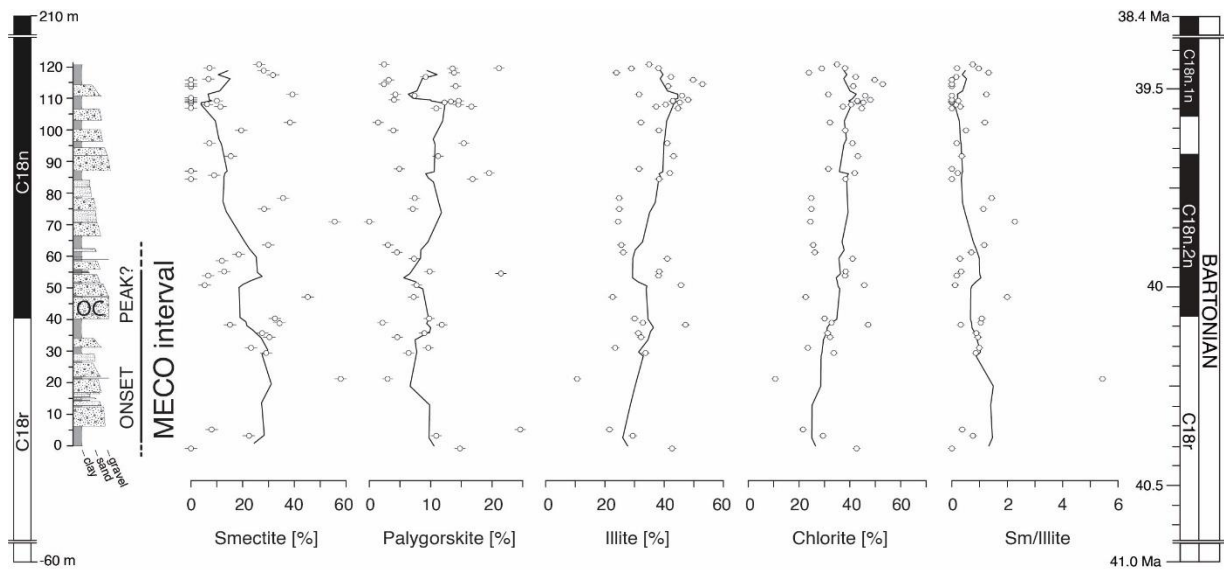 210 m
C18n
C18r
-60 m
120
110
100
90
80
70
60
50
40
30
20
10
0
OC
clay
sand
gravel
PEAK?
ONSET
MECO interval
0 20 40 60
Smectite [%]
0 10 20
Palygorskite [%]
0 20 40 60
Illite [%]
0 20 40 60
Chlorite [%]
0 2 4 6
Sm/Illite
38.4 Ma
39.5
40
40.5
41.0 Ma
C18n.1n
C18n.2n
C18r
BARTONIAN